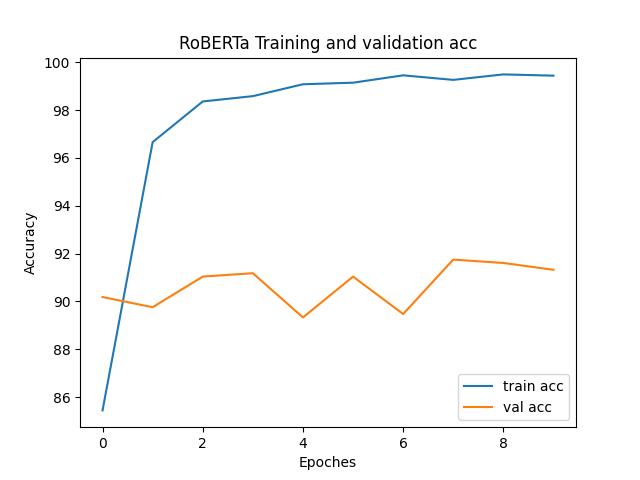 RoBERTa Training and validation acc
100
98
96
94
92
90
88
86
Accuracy
0 2 4 6 8
Epoches
train acc
val acc